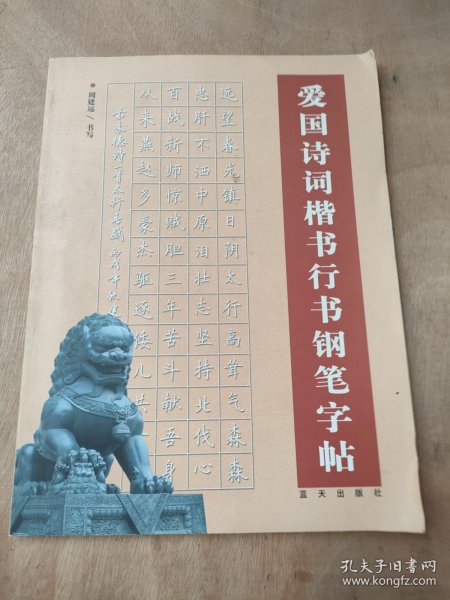 爱国诗词楷书行书钢笔字帖
蓝天出版社
周建远/书写
远望春光镇日阴太行高耸气森森
忠肝不洒中原泪壮志坚持北伐心
百战新师惊贼胆三年苦斗献吾身
从来燕赵多豪杰驱逐倭儿共一
孔夫子旧书网
www.kongfz.com